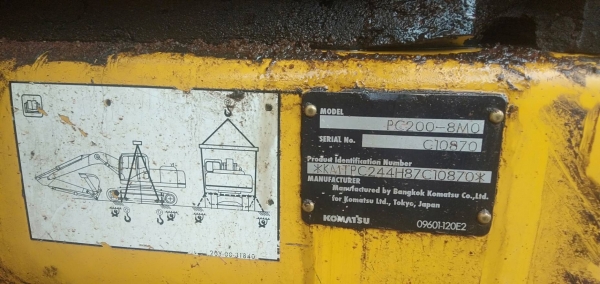 MODEL PC200-8M0
SERIAL No. C10870
Product Identification Number
*KMTPC244H87C10870*
MANUFACTURER
Manufactured by Bangkok Komatsu Co., Ltd.
for Komatsu Ltd., Tokyo, Japan
KOMATSU 09601-120E2